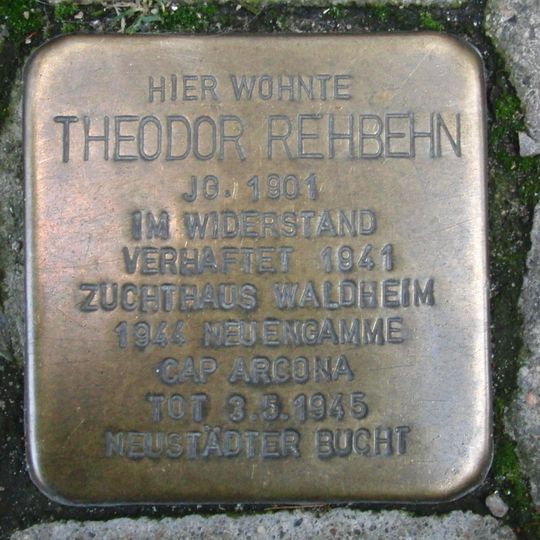 HIER WOHNTE
THEODOR REHBEHN
JG. 1901
IM WIDERSTAND
VERHAFTET 1941
ZUCHTHAUS WALDHEIM
1944 NEUENGAMME
CAP ARCONA
TOT 3.5.1945
NEUSTÄDTER BUCHT